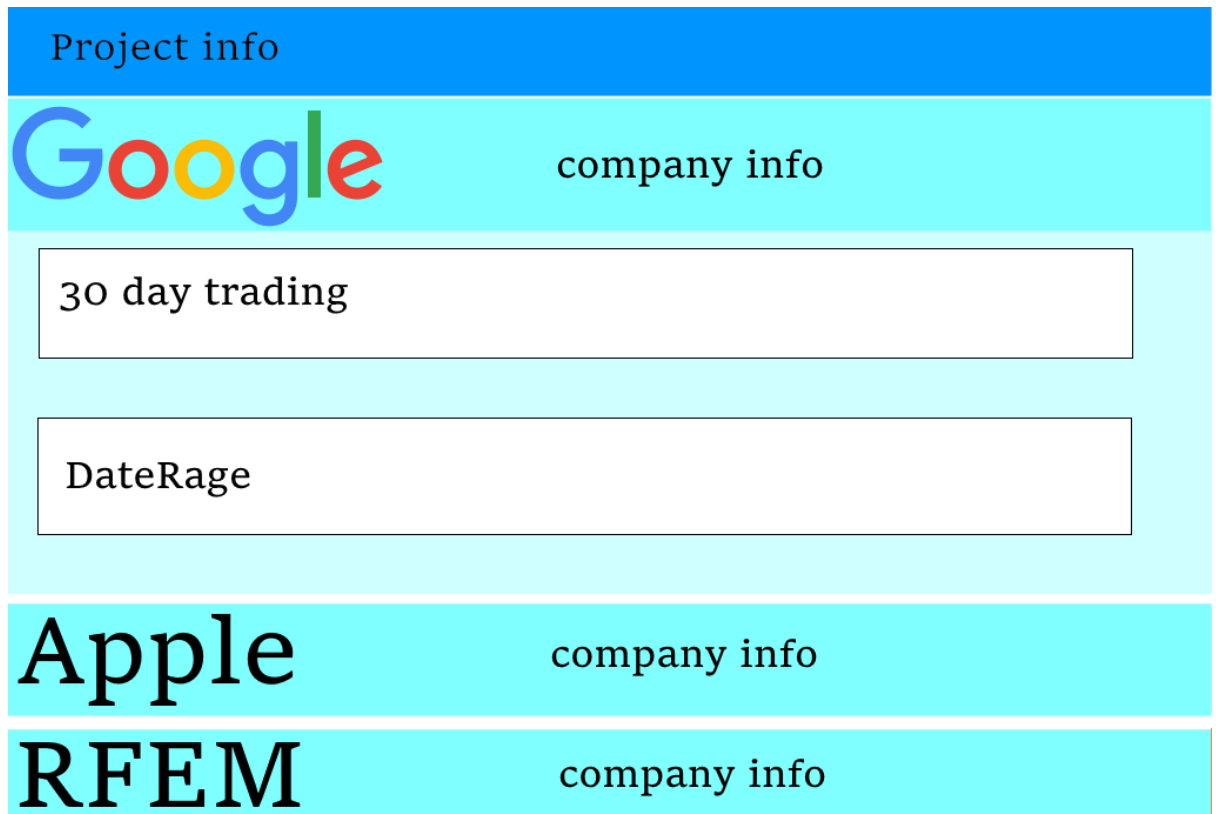 Project info
Google company info
30 day trading
DateRage
Apple company info
RFEM company info